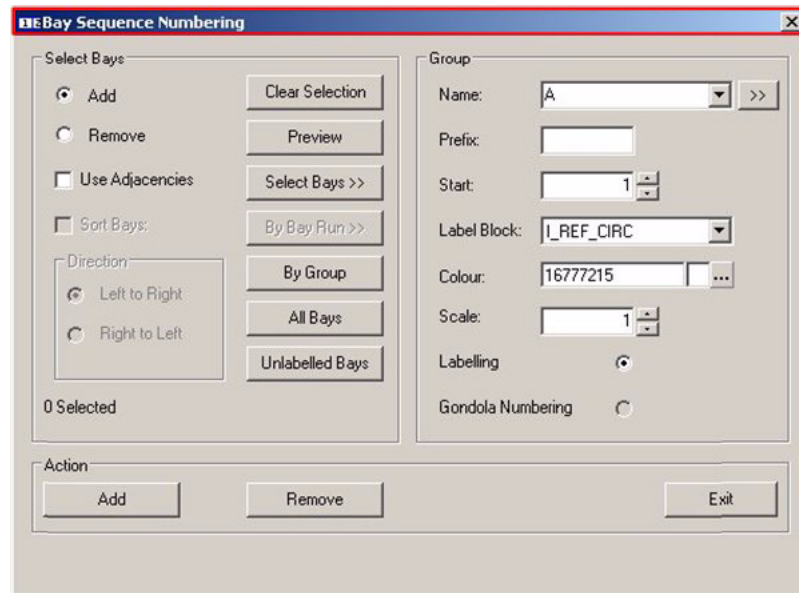 Bay Sequence Numbering
Select Bays
Add
Remove
Use Adjacencies
Sort Bays:
Direction
Left to Right
Right to Left
0 Selected
Clear Selection
Preview
Select Bays >>
By Bay Run >>
By Group
All Bays
Unlabelled Bays
Group
Name: A >>
Prefix:
Start: 1
Label Block: I_REF_CIRC
Colour: 16777215 ...
Scale: 1
Labelling
Gondola Numbering
Action
Add Remove Exit